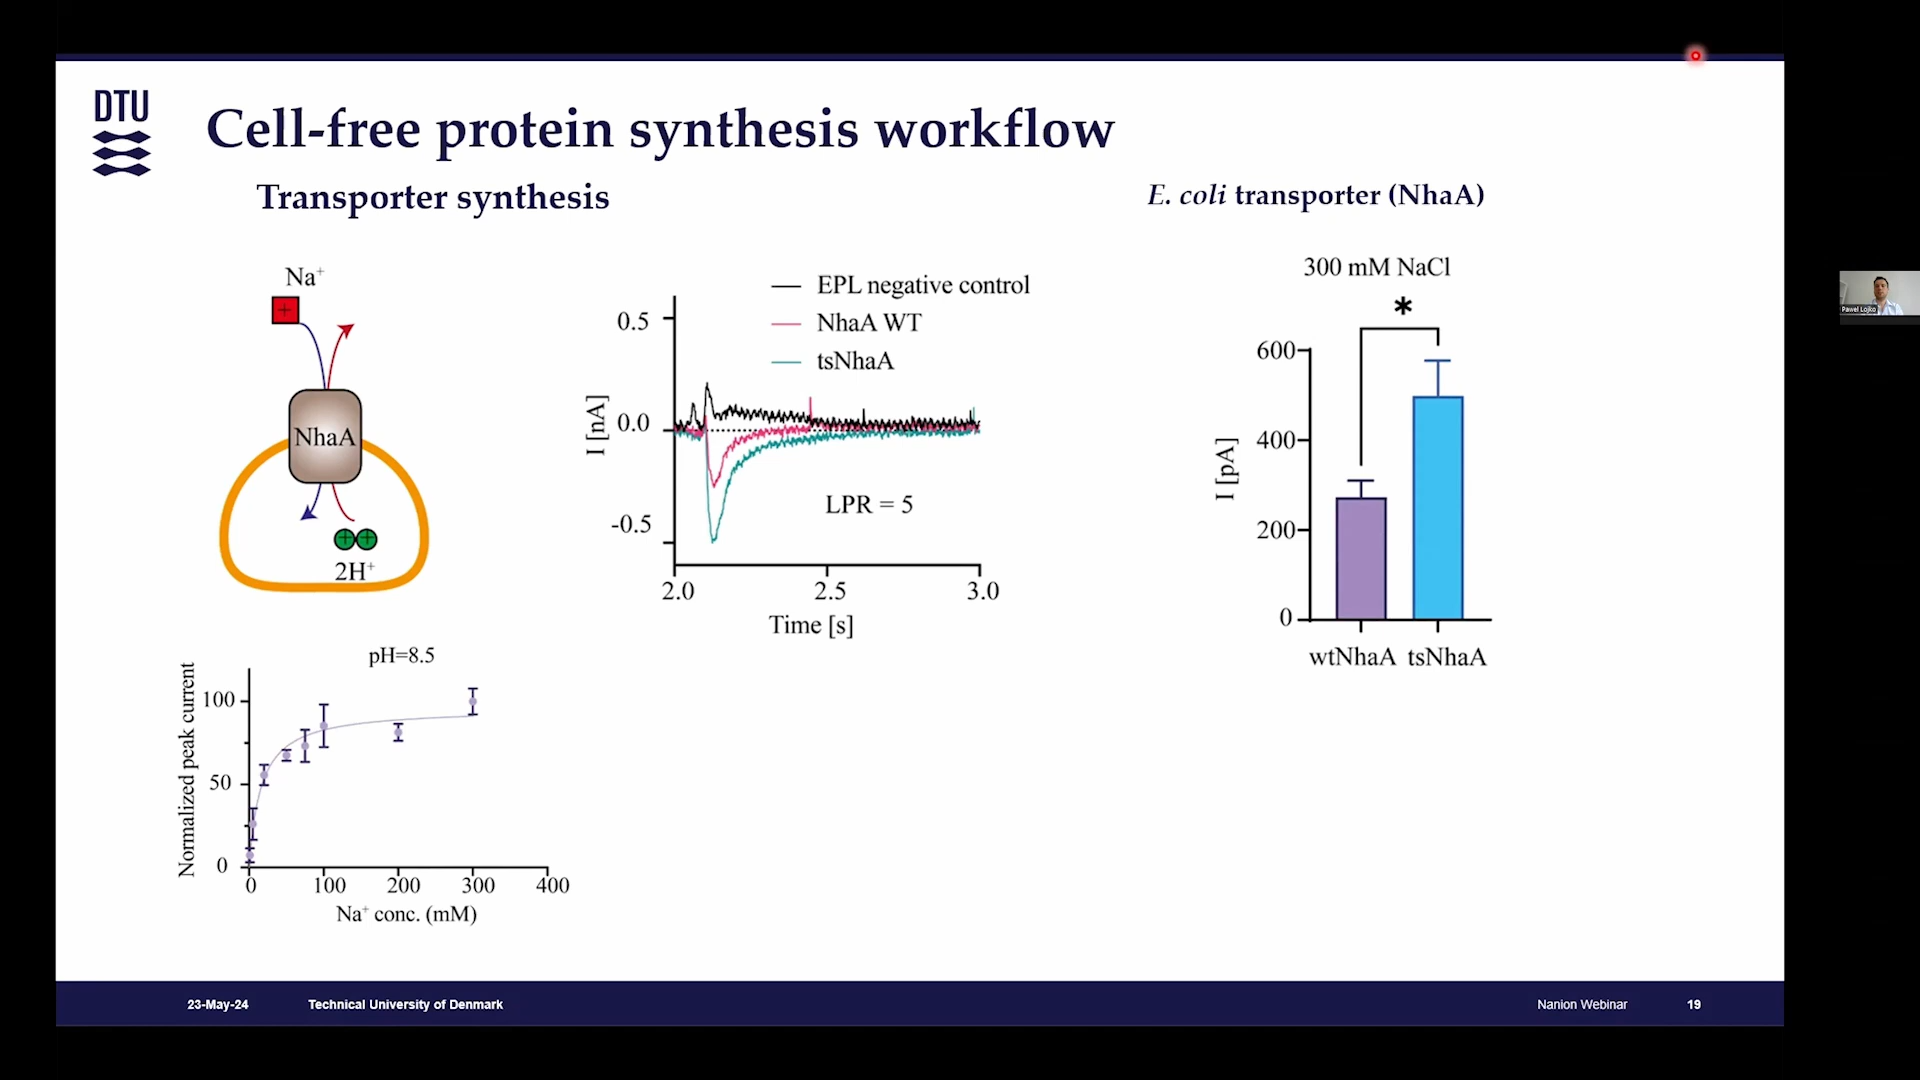 DTU
Cell-free protein synthesis workflow
Transporter synthesis
E. coli transporter (NhaA)
Na⁺
+
NhaA
+ +
2H⁺
EPL negative control
NhaA WT
tsNhaA
0.5
0.0
-0.5
I [nA]
LPR = 5
2.0 2.5 3.0
Time [s]
300 mM NaCl
*
600
400
200
0
I [pA]
wtNhaA tsNhaA
pH=8.5
Normalized peak current
100
50
0
0 100 200 300 400
Na⁺ conc. (mM)
23-May-24 Technical University of Denmark Nanion Webinar 19
Pawel Lojko